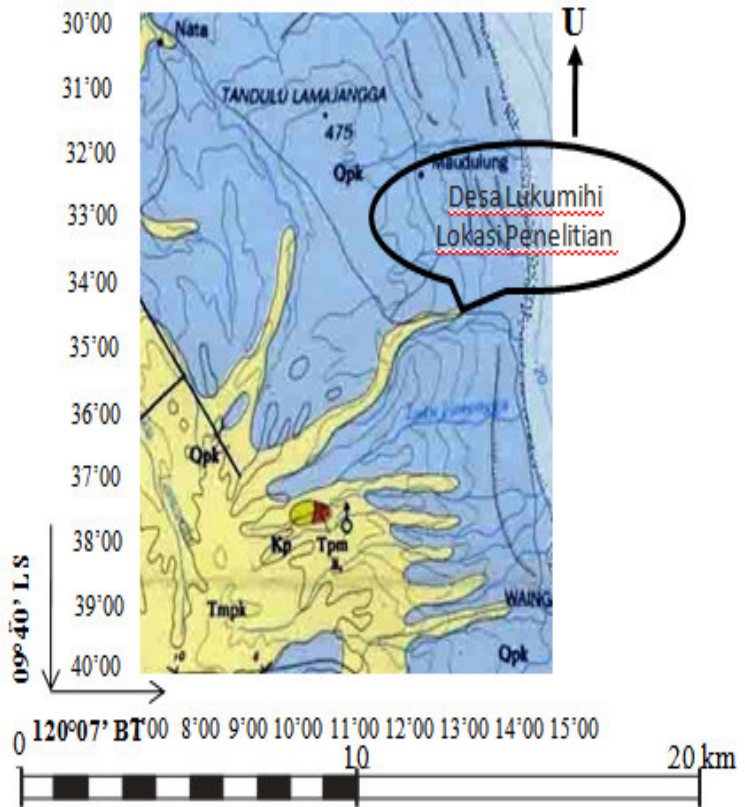 30'00
U
Nata
31'00
TANDULU LAMAJANGGA
475
32'00
Maudulung
Qpk
Desa Lukumihi
33'00
Lokasi Penelitian
34'00
35'00
20
36'00
Qpk
37'00
38'00
Kp
Tpm
39'00
Tmpk
WAING
Qpk
40'00
09°40' LS
120°07' BT 7'00 8'00 9'00 10'00 11'00 12'00 13'00 14'00 15'00
0
10
20 km